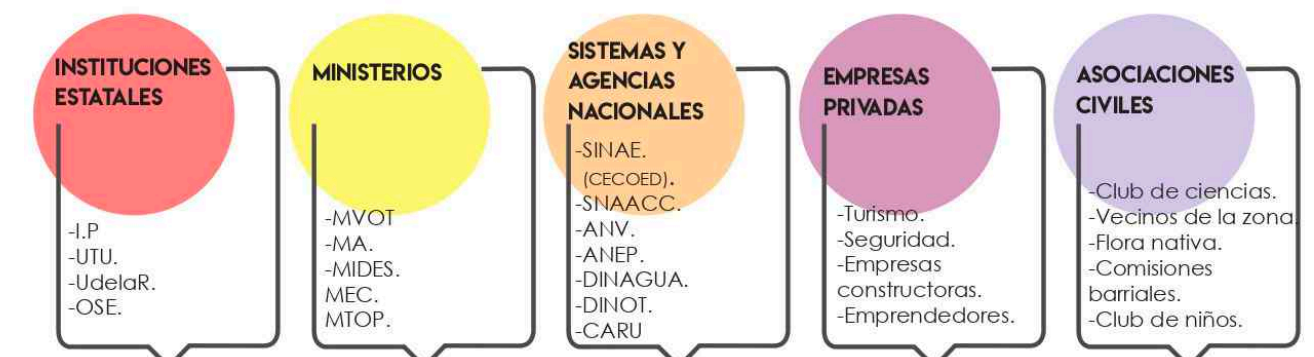 INSTITUCIONES
ESTATALES
-I.P
-UTU.
-UdelaR.
-OSE.
MINISTERIOS
-MVOT
-MA.
-MIDES.
MEC.
MTOP.
SISTEMAS Y
AGENCIAS
NACIONALES
-SINAE.
(CECOED).
-SNAACC.
-ANV.
-ANEP.
-DINAGUA.
-DINOT.
-CARU
EMPRESAS
PRIVADAS
-Turismo.
-Seguridad.
-Empresas
constructoras.
-Emprendedores.
ASOCIACIONES
CIVILES
-Club de ciencias.
-Vecinos de la zona.
-Flora nativa.
-Comisiones
barriales.
-Club de niños.